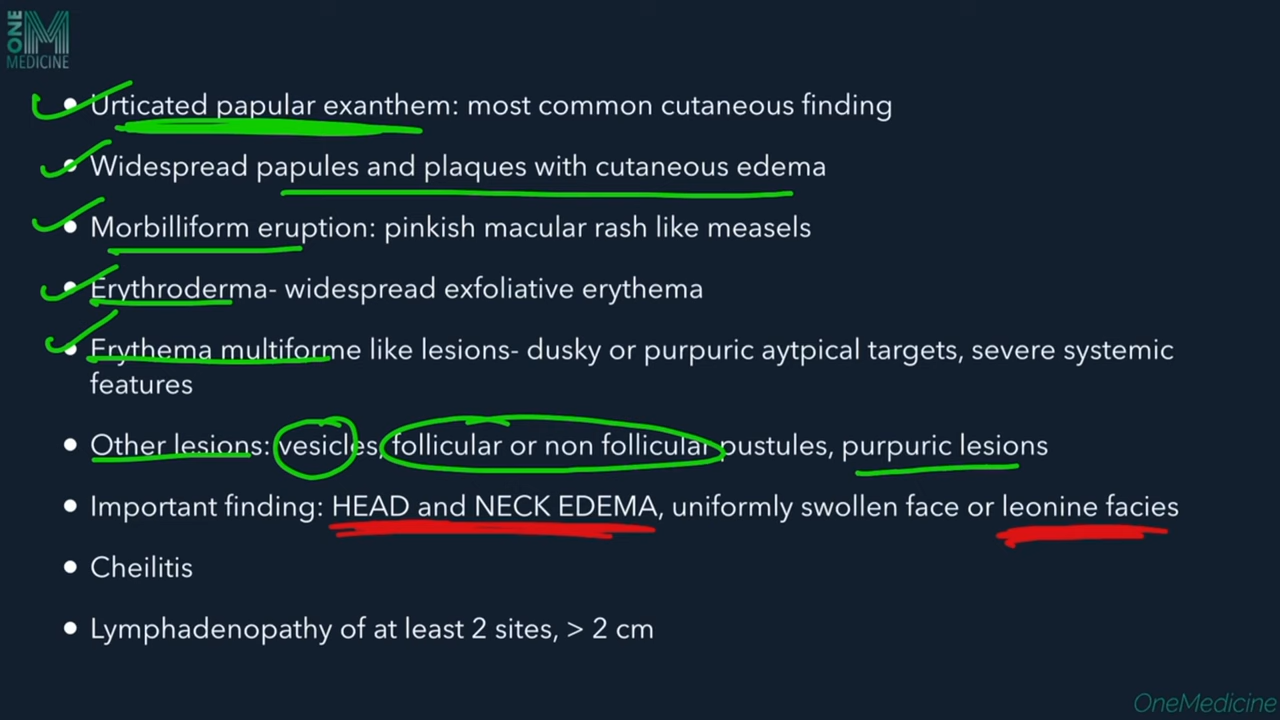 ONE
M
MEDICINE
• Urticated papular exanthem: most common cutaneous finding
• Widespread papules and plaques with cutaneous edema
• Morbilliform eruption: pinkish macular rash like measels
• Erythroderma- widespread exfoliative erythema
• Erythema multiforme like lesions- dusky or purpuric aytpical targets, severe systemic
features
• Other lesions: vesicles, follicular or non follicular pustules, purpuric lesions
• Important finding: HEAD and NECK EDEMA, uniformly swollen face or leonine facies
• Cheilitis
• Lymphadenopathy of at least 2 sites, > 2 cm
OneMedicine